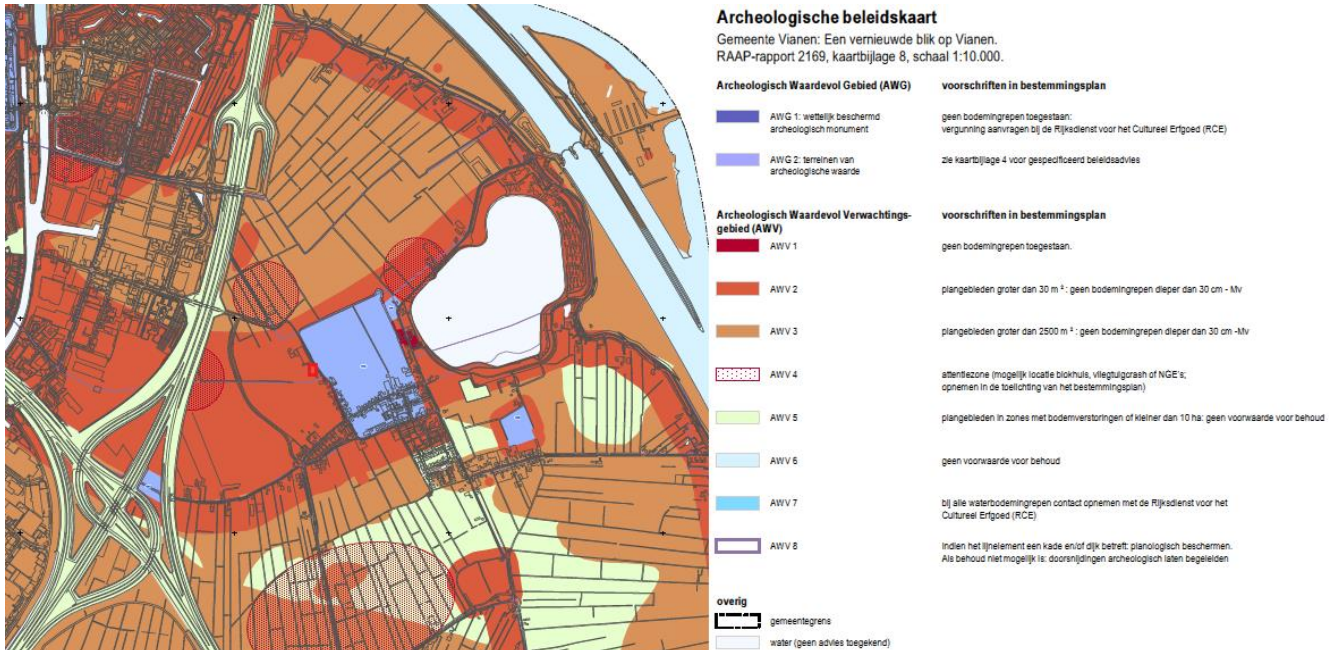 Archeologische beleidskaart
Gemeente Vianen: Een vernieuwde blik op Vianen.
RAAP-rapport 2169, kaartbijlage 8, schaal 1:10.000.
Archeologisch Waardevol Gebied (AWG) voorschriften in bestemmingsplan
AWG 1: wettelijk beschermd archeologisch monument
geen bodemingrepen toegestaan:
vergunning aanvragen bij de Rijksdienst voor het Cultureel Erfgoed (RCE)
AWG 2: terreinen van archeologische waarde
zie kaartbijlage 4 voor gespecificeerd beleidsadvies
Archeologisch Waardevol Verwachtings-
gebied (AWV)
voorschriften in bestemmingsplan
AWV 1 geen bodemingrepen toegestaan.
AWV 2 plangebieden groter dan 30 m²: geen bodemingrepen dieper dan 30 cm - Mv
AWV 3 plangebieden groter dan 2500 m²: geen bodemingrepen dieper dan 30 cm -Mv
AWV 4 attentiezone (mogelijk locatie blokhuis, vliegtuigcrash of NGE's;
opnemen in de toelichting van het bestemmingsplan)
AWV 5 plangebieden in zones met bodemverstoringen of kleiner dan 10 ha: geen voorwaarde voor behoud
AWV 6 geen voorwaarde voor behoud
AWV 7 bij alle waterbodemingrepen contact opnemen met de Rijksdienst voor het
Cultureel Erfgoed (RCE)
AWV 8 Indien het lijnelement een kade en/of dijk betreft: planologisch beschermen.
Als behoud niet mogelijk is: doorsnijdingen archeologisch laten begeleiden
overig
gemeentegrens
water (geen advies toegekend)